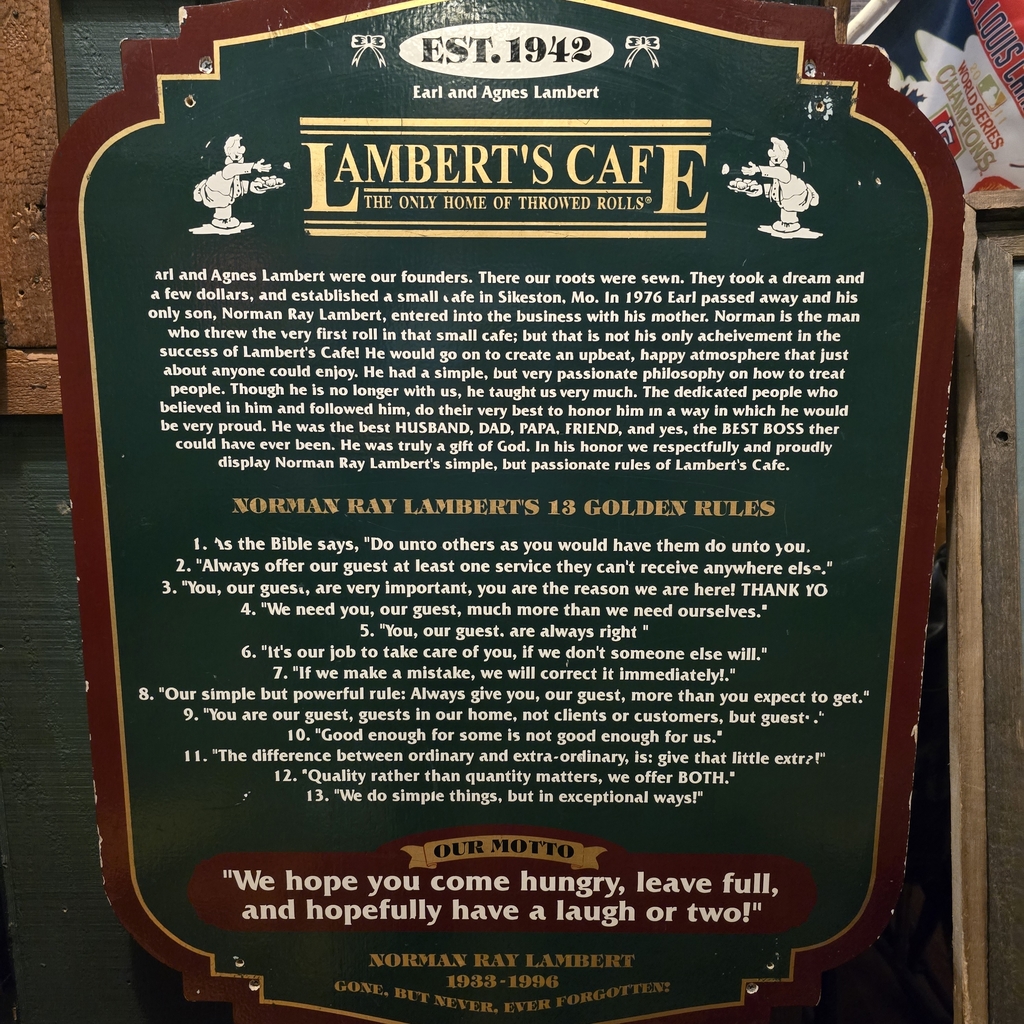 EST. 1942
Earl and Agnes Lambert
LAMBERT'S CAFE
THE ONLY HOME OF THROWED ROLLS®
arl and Agnes Lambert were our founders. There our roots were sewn. They took a dream and
a few dollars, and established a small afe in Sikeston, Mo. In 1976 Earl passed away and his
only son, Norman Ray Lambert, entered into the business with his mother. Norman is the man
who threw the very first roll in that small cafe; but that is not his only acheivement in the
success of Lambert's Cafe! He would go on to create an upbeat, happy atmosphere that just
about anyone could enjoy. He had a simple, but very passionate philosophy on how to treat
people. Though he is no longer with us, he taught us very much. The dedicated people who
believed in him and followed him, do their very best to honor him in a way in which he would
be very proud. He was the best HUSBAND, DAD, PAPA, FRIEND, and yes, the BEST BOSS ther
could have ever been. He was truly a gift of God. In his honor we respectfully and proudly
display Norman Ray Lambert's simple, but passionate rules of Lambert's Cafe.
NORMAN RAY LAMBERT'S 13 GOLDEN RULES
1. As the Bible says, "Do unto others as you would have them do unto you.
2. "Always offer our guest at least one service they can't receive anywhere else."
3. "You, our guest, are very important, you are the reason we are here! THANK YO
4. "We need you, our guest, much more than we need ourselves."
5. "You, our guest, are always right "
6. "It's our job to take care of you, if we don't someone else will."
7. "If we make a mistake, we will correct it immediately!."
8. "Our simple but powerful rule: Always give you, our guest, more than you expect to get."
9. "You are our guest, guests in our home, not clients or customers, but guest. ."
10. "Good enough for some is not good enough for us."
11. "The difference between ordinary and extra-ordinary, is: give that little extra!"
12. "Quality rather than quantity matters, we offer BOTH."
13. "We do simple things, but in exceptional ways!"
OUR MOTTO
"We hope you come hungry, leave full,
and hopefully have a laugh or two!"
NORMAN RAY LAMBERT
1933-1996
GONE, BUT NEVER, EVER FORGOTTEN!
WORLD SERIES
CHAMPIONS